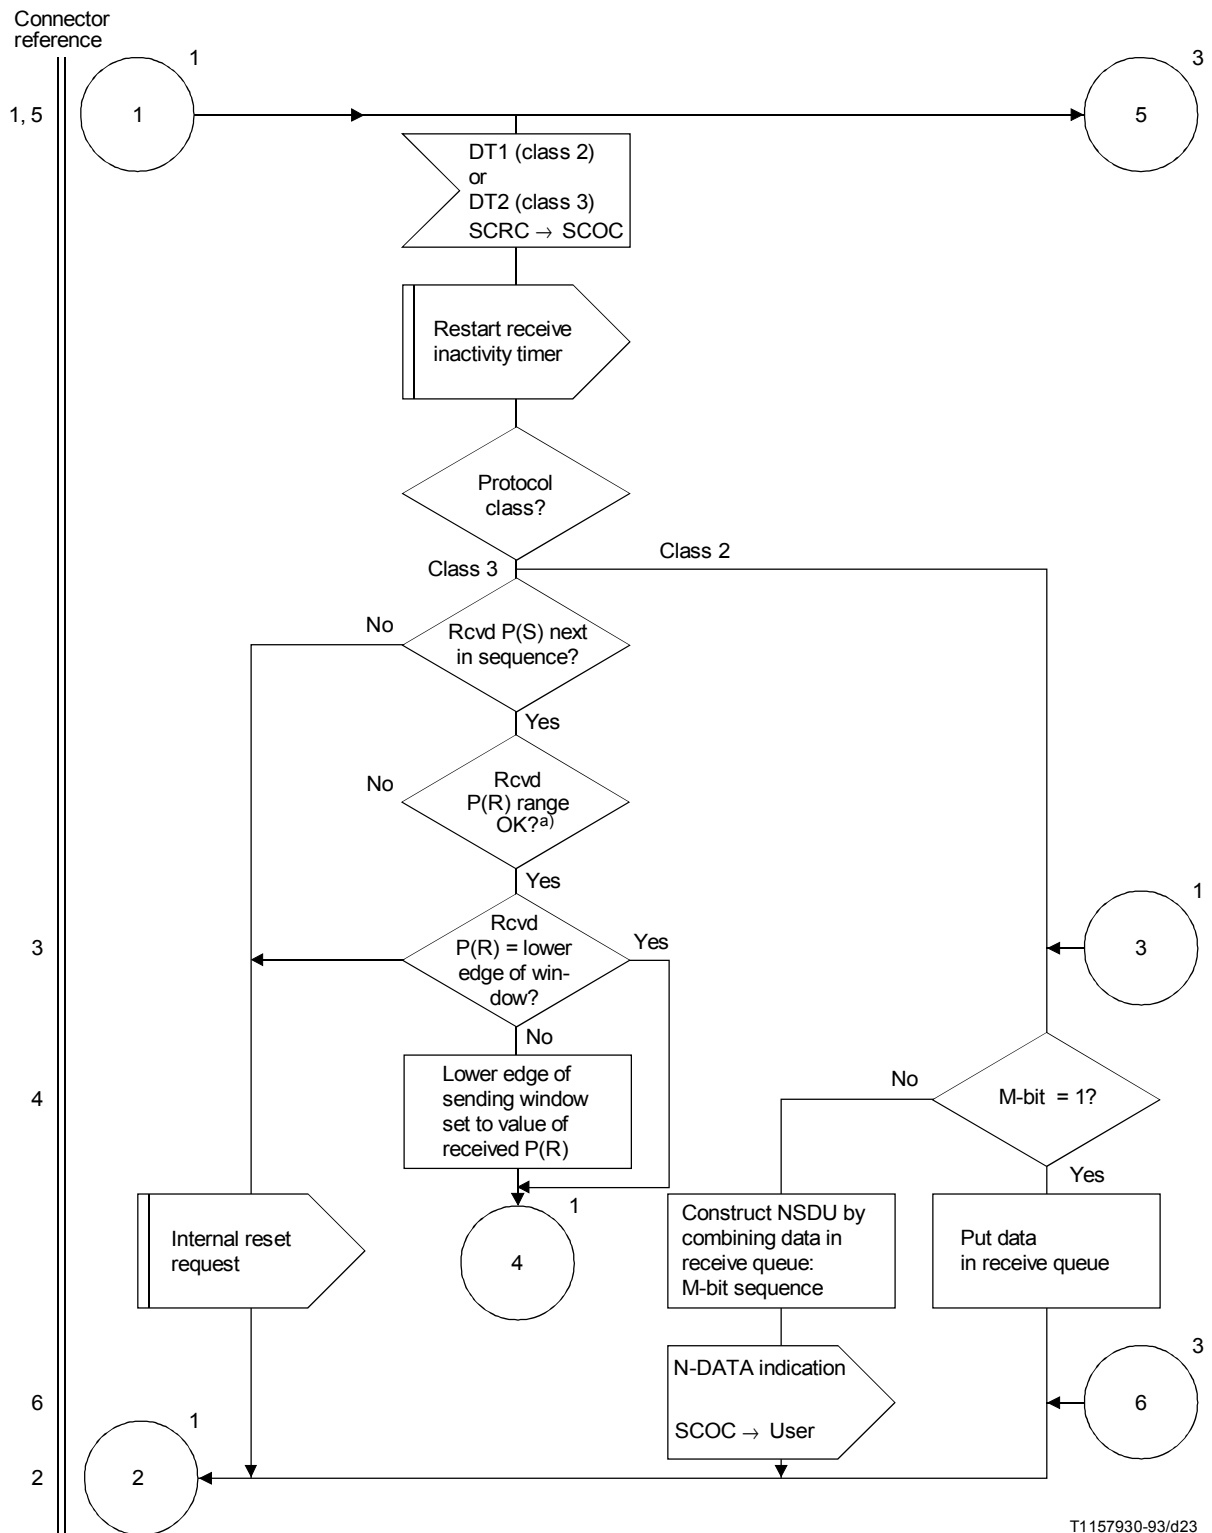 Connector
reference
1
3
1, 5
1
5
DT1 (class 2)
or
DT2 (class 3)
SCRC → SCOC
Restart receive
inactivity timer
Protocol
class?
Class 3
Class 2
No
Rcvd P(S) next
in sequence?
Yes
No
Rcvd
P(R) range
OK?a)
Yes
1
3
Rcvd
P(R) = lower
edge of win-
dow?
Yes
3
No
4
Lower edge of
sending window
set to value of
received P(R)
No
M-bit = 1?
Yes
Internal reset
request
1
4
Construct NSDU by
combining data in
receive queue:
M-bit sequence
Put data
in receive queue
3
N-DATA indication
SCOC → User
6
6
1
2
2
T1157930-93/d23